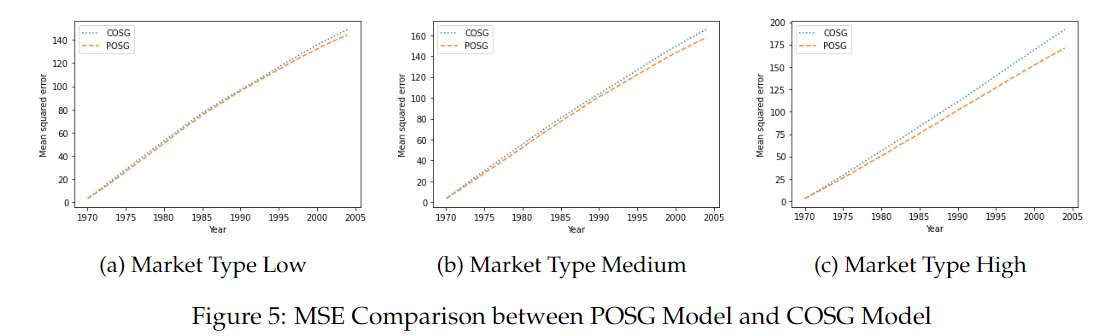 COSG
POSG
Mean squared error
140
120
100
80
60
40
20
0
1970 1975 1980 1985 1990 1995 2000 2005
Year
(a) Market Type Low
COSG
POSG
Mean squared error
160
140
120
100
80
60
40
20
0
1970 1975 1980 1985 1990 1995 2000 2005
Year
(b) Market Type Medium
COSG
POSG
Mean squared error
200
175
150
125
100
75
50
25
0
1970 1975 1980 1985 1990 1995 2000 2005
Year
(c) Market Type High
Figure 5: MSE Comparison between POSG Model and COSG Model